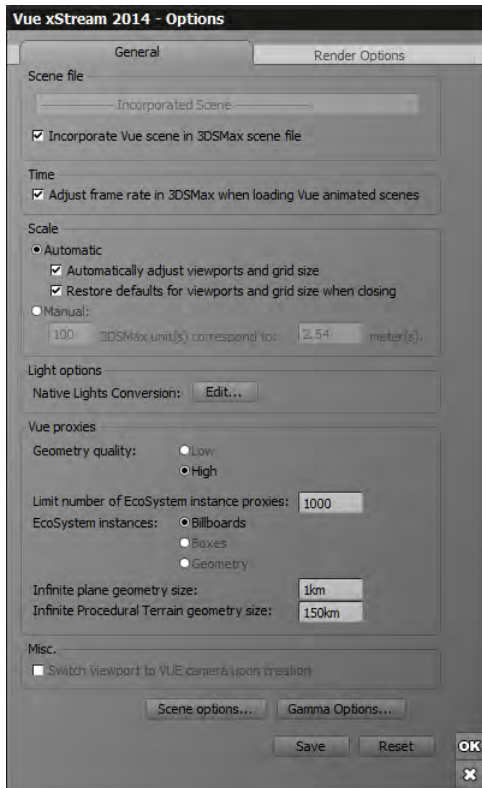 Vue xStream 2014 - Options
General Render Options
Scene file
Incorporated Scene
Incorporate Vue scene in 3DSMax scene file
Time
Adjust frame rate in 3DSMax when loading Vue animated scenes
Scale
Automatic
Automatically adjust viewports and grid size
Restore defaults for viewports and grid size when closing
Manual:
100 3DSMax unit(s) correspond to: 2.54 meter(s).
Light options
Native Lights Conversion: Edit...
Vue proxies
Geometry quality: Low
High
Limit number of EcoSystem instance proxies: 1000
EcoSystem instances: Billboards
Boxes
Geometry
Infinite plane geometry size: 1km
Infinite Procedural Terrain geometry size: 150km
Misc.
Switch viewport to VUE camera upon creation
Scene options... Gamma Options...
Save Reset OK